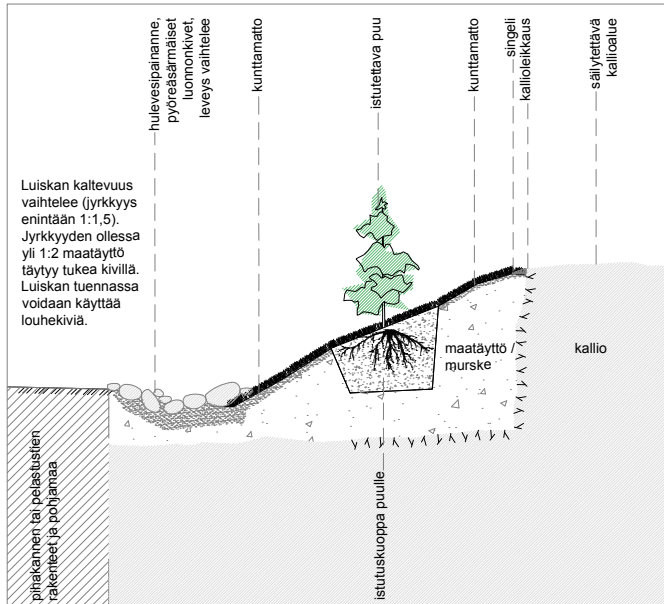 hulevesipainanne,
pyöreäsärmäiset
luonnonkivet,
leveys vaihtelee
kunttamatto
istutettava puu
kunttamatto
singeli
kallioleikkaus
säilytettävä
kallioalue
Luiskan kaltevuus
vaihtelee (jyrkkyys
enintään 1:1,5).
Jyrkkyyden ollessa
yli 1:2 maatäyttö
täytyy tukea kivillä.
Luiskan tuennassa
voidaan käyttää
louhekiviä.
maatäyttö /
murske
kallio
pihakannen tai pelastustien
rakenteet ja pohjamaa
istutuskuoppa puulle